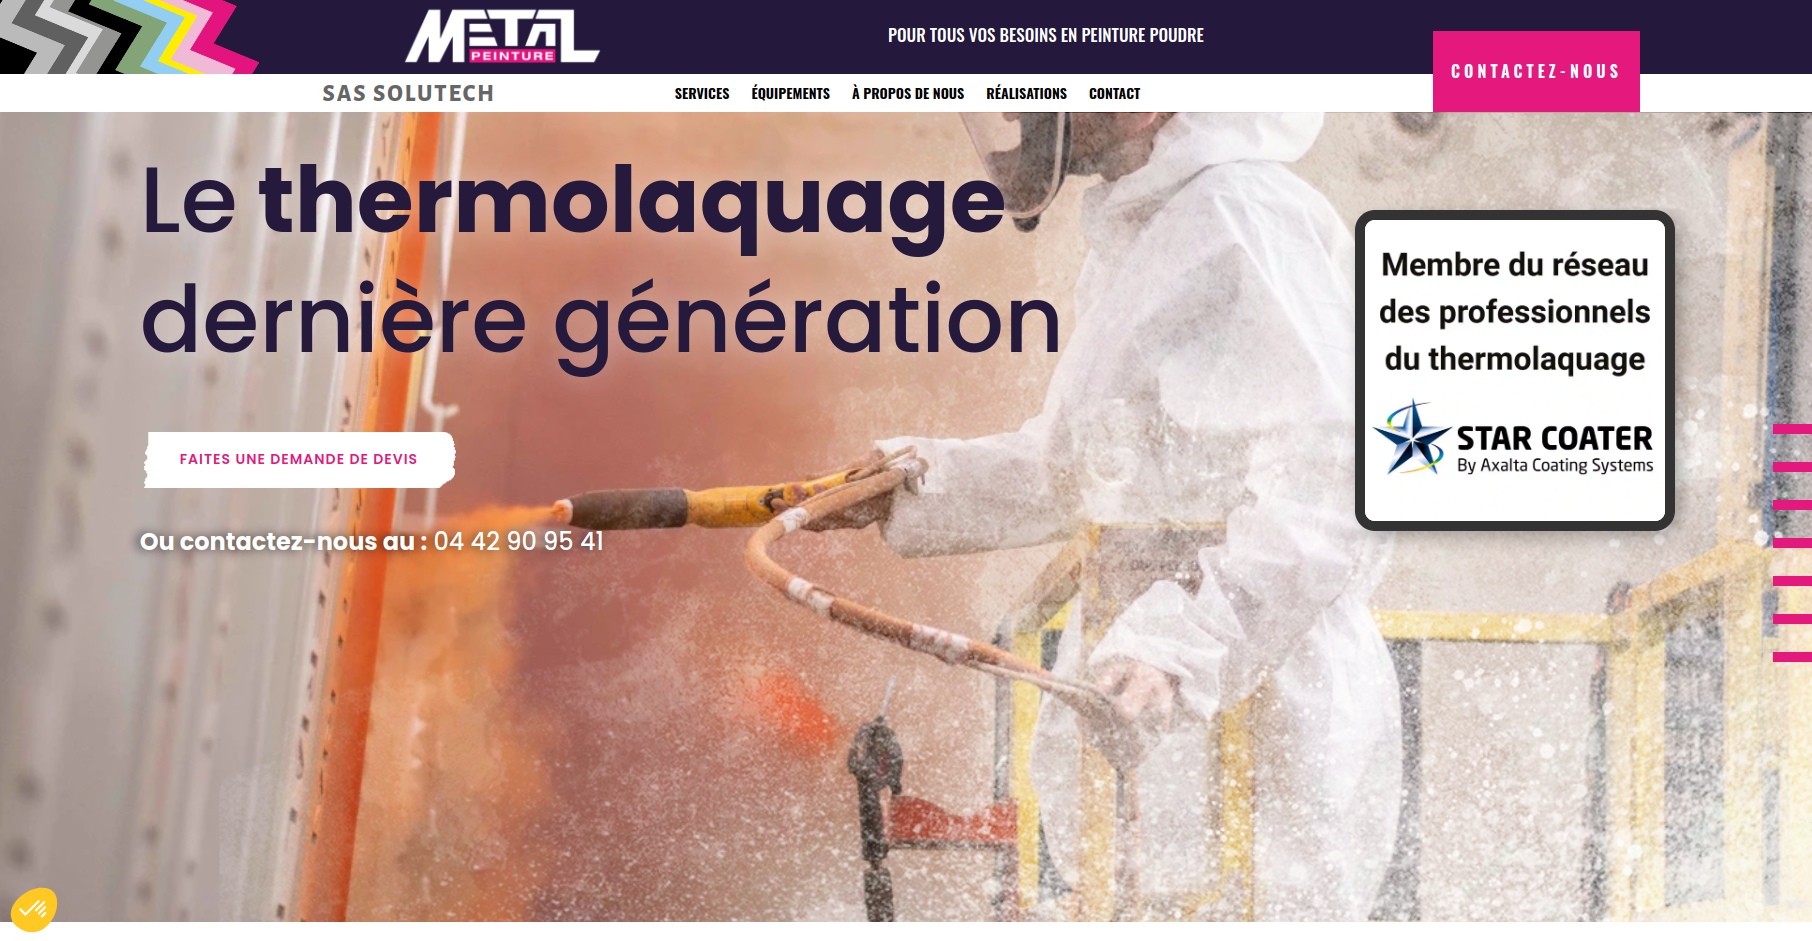 METAL
PEINTURE
POUR TOUS VOS BESOINS EN PEINTURE POUDRE
CONTACTEZ-NOUS
SAS SOLUTECH
SERVICES
ÉQUIPEMENTS
À PROPOS DE NOUS
RÉALISATIONS
CONTACT
Le thermolaquage
dernière génération
FAITES UNE DEMANDE DE DEVIS
Ou contactez-nous au : 04 42 90 95 41
Membre du réseau
des professionnels
du thermolaquage
STAR COATER
By Axalta Coating Systems